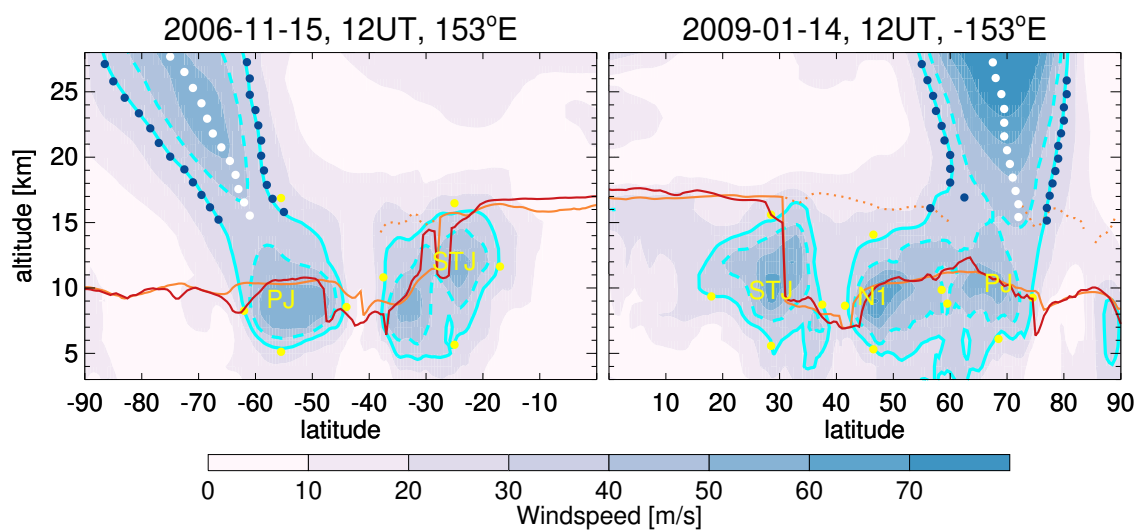 2006-11-15, 12UT, 153°E
2009-01-14, 12UT, -153°E
altitude [km]
25
20
15
10
5
PJ
STJ
STJ
N1
PJ
-90 -80 -70 -60 -50 -40 -30 -20 -10
10 20 30 40 50 60 70 80 90
latitude
latitude
0 10 20 30 40 50 60 70
Windspeed [m/s]